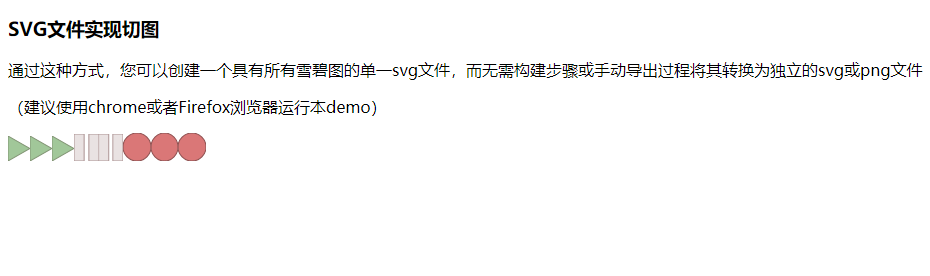 SVG文件实现切图
通过这种方式，您可以创建一个具有所有雪碧图的单一svg文件，而无需构建步骤或手动导出过程将其转换为独立的svg或png文件
（建议使用chrome或者Firefox浏览器运行本demo）